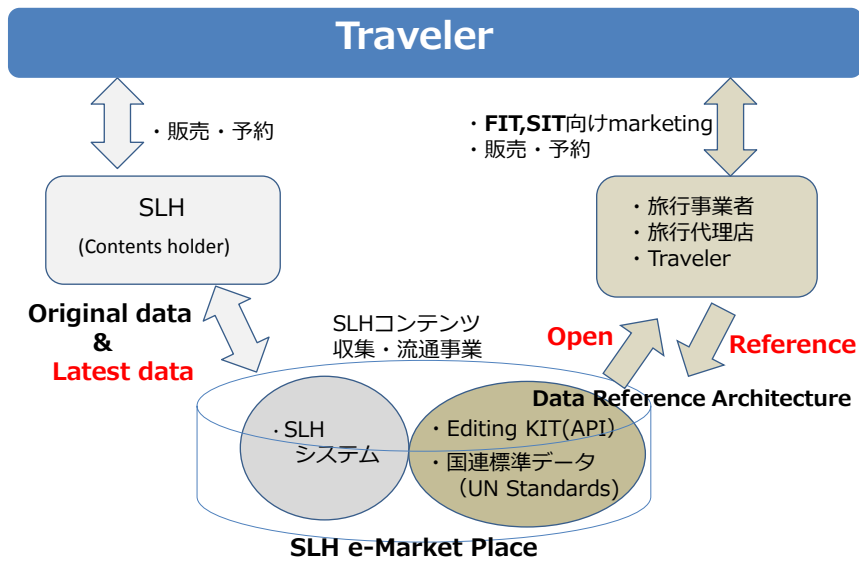 Traveler
・販売・予約
・FIT,SIT向けmarketing
・販売・予約
SLH
(Contents holder)
・旅行事業者
・旅行代理店
・Traveler
Original data
&
Latest data
SLHコンテンツ
収集・流通事業
Open
Reference
Data Reference Architecture
・SLH
システム
・Editing KIT(API）
・国連標準データ
（UN Standards)
SLH e-Market Place